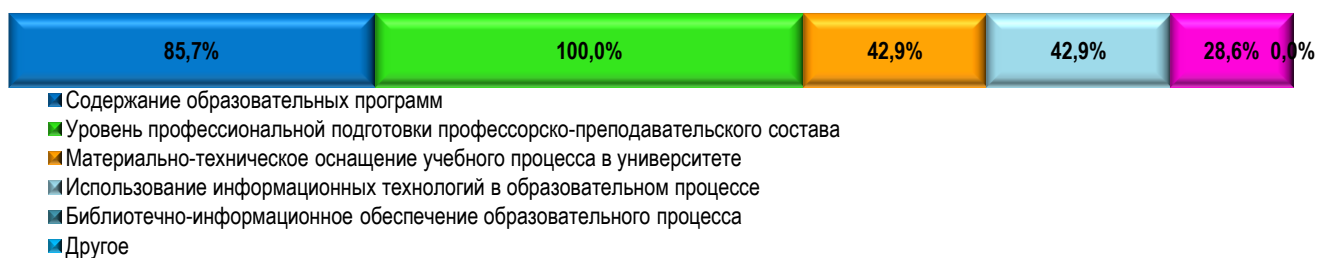 85,7% 100,0% 42,9% 42,9% 28,6% 0,0%
Содержание образовательных программ
Уровень профессиональной подготовки профессорско-преподавательского состава
Материально-техническое оснащение учебного процесса в университете
Использование информационных технологий в образовательном процессе
Библиотечно-информационное обеспечение образовательного процесса
Другое